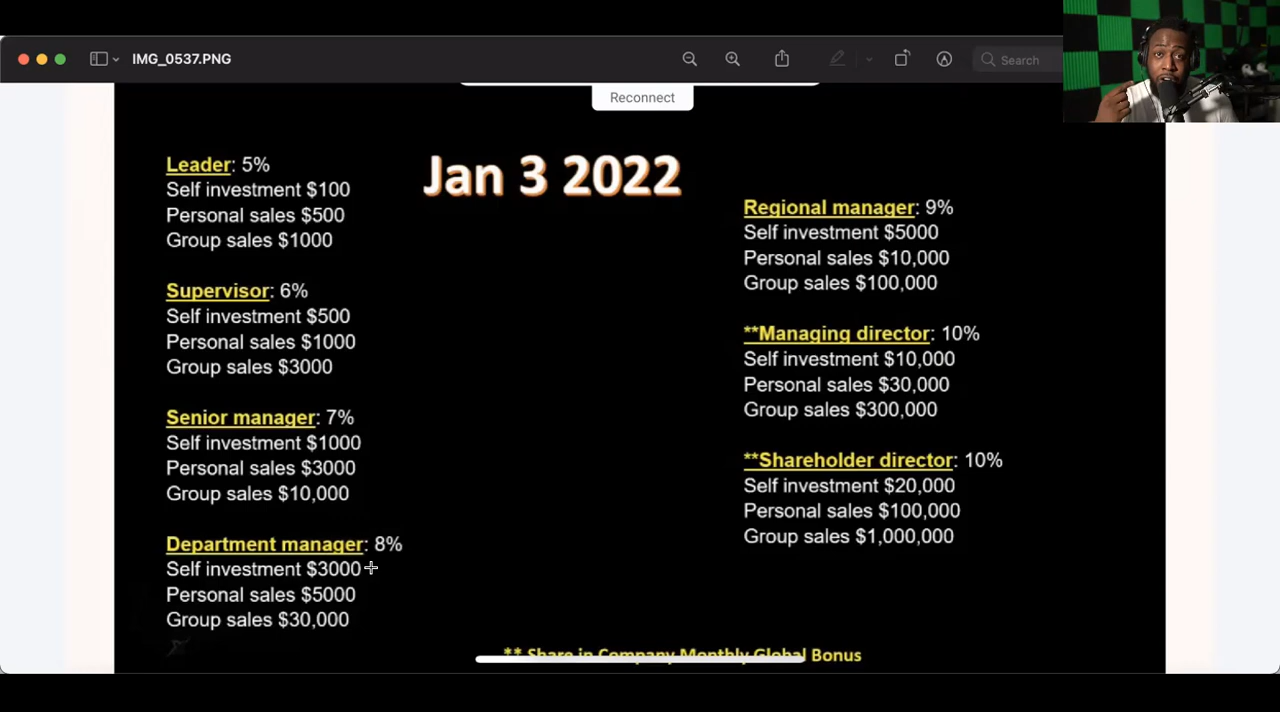 IMG_0537.PNG
Search
Reconnect
Jan 3 2022
Leader: 5%
Self investment $100
Personal sales $500
Group sales $1000
Supervisor: 6%
Self investment $500
Personal sales $1000
Group sales $3000
Senior manager: 7%
Self investment $1000
Personal sales $3000
Group sales $10,000
Department manager: 8%
Self investment $3000
Personal sales $5000
Group sales $30,000
Regional manager: 9%
Self investment $5000
Personal sales $10,000
Group sales $100,000
**Managing director: 10%
Self investment $10,000
Personal sales $30,000
Group sales $300,000
**Shareholder director: 10%
Self investment $20,000
Personal sales $100,000
Group sales $1,000,000
** Share in Company Monthly Global Bonus